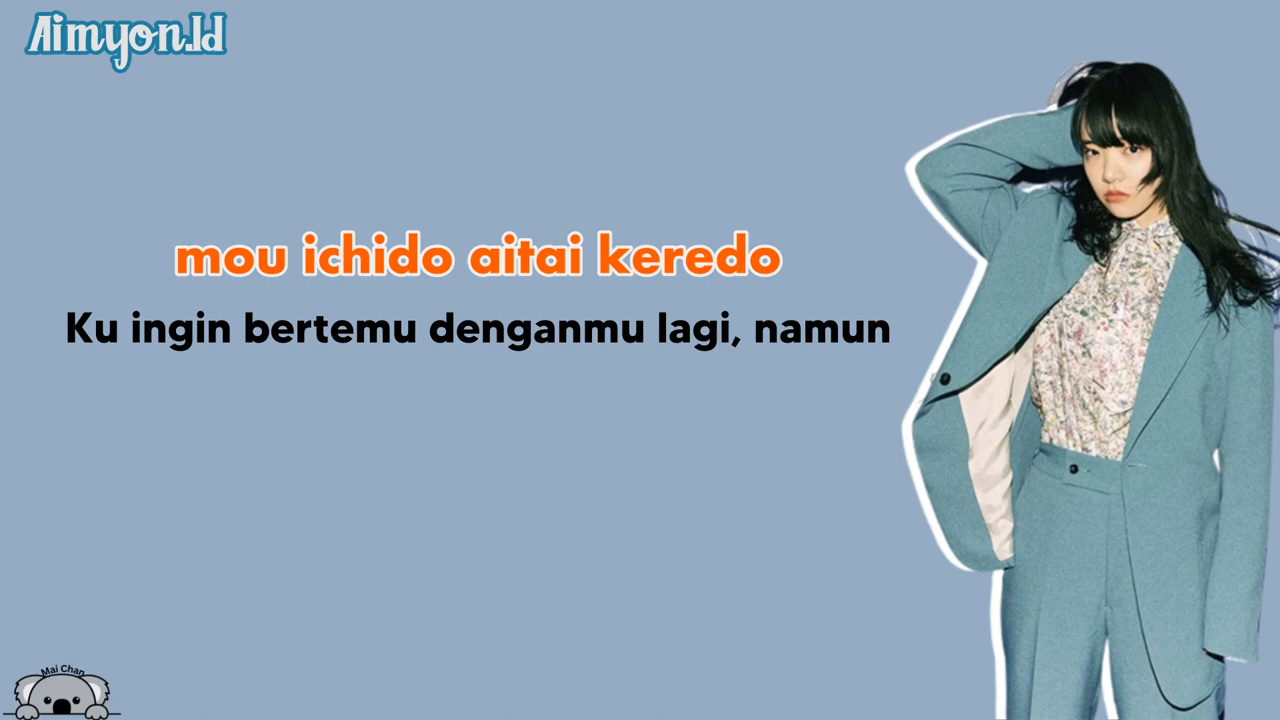 Aimyon.Id
mou ichido aitai keredo
Ku ingin bertemu denganmu lagi, namun
Mai Chan